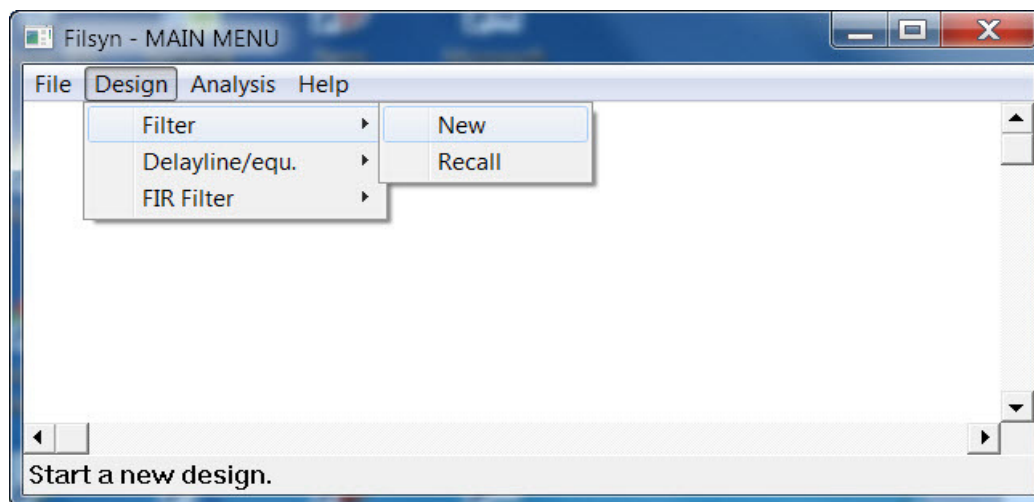 Filsyn - MAIN MENU
File Design Analysis Help
Filter New
Delayline/equ. Recall
FIR Filter
Start a new design.